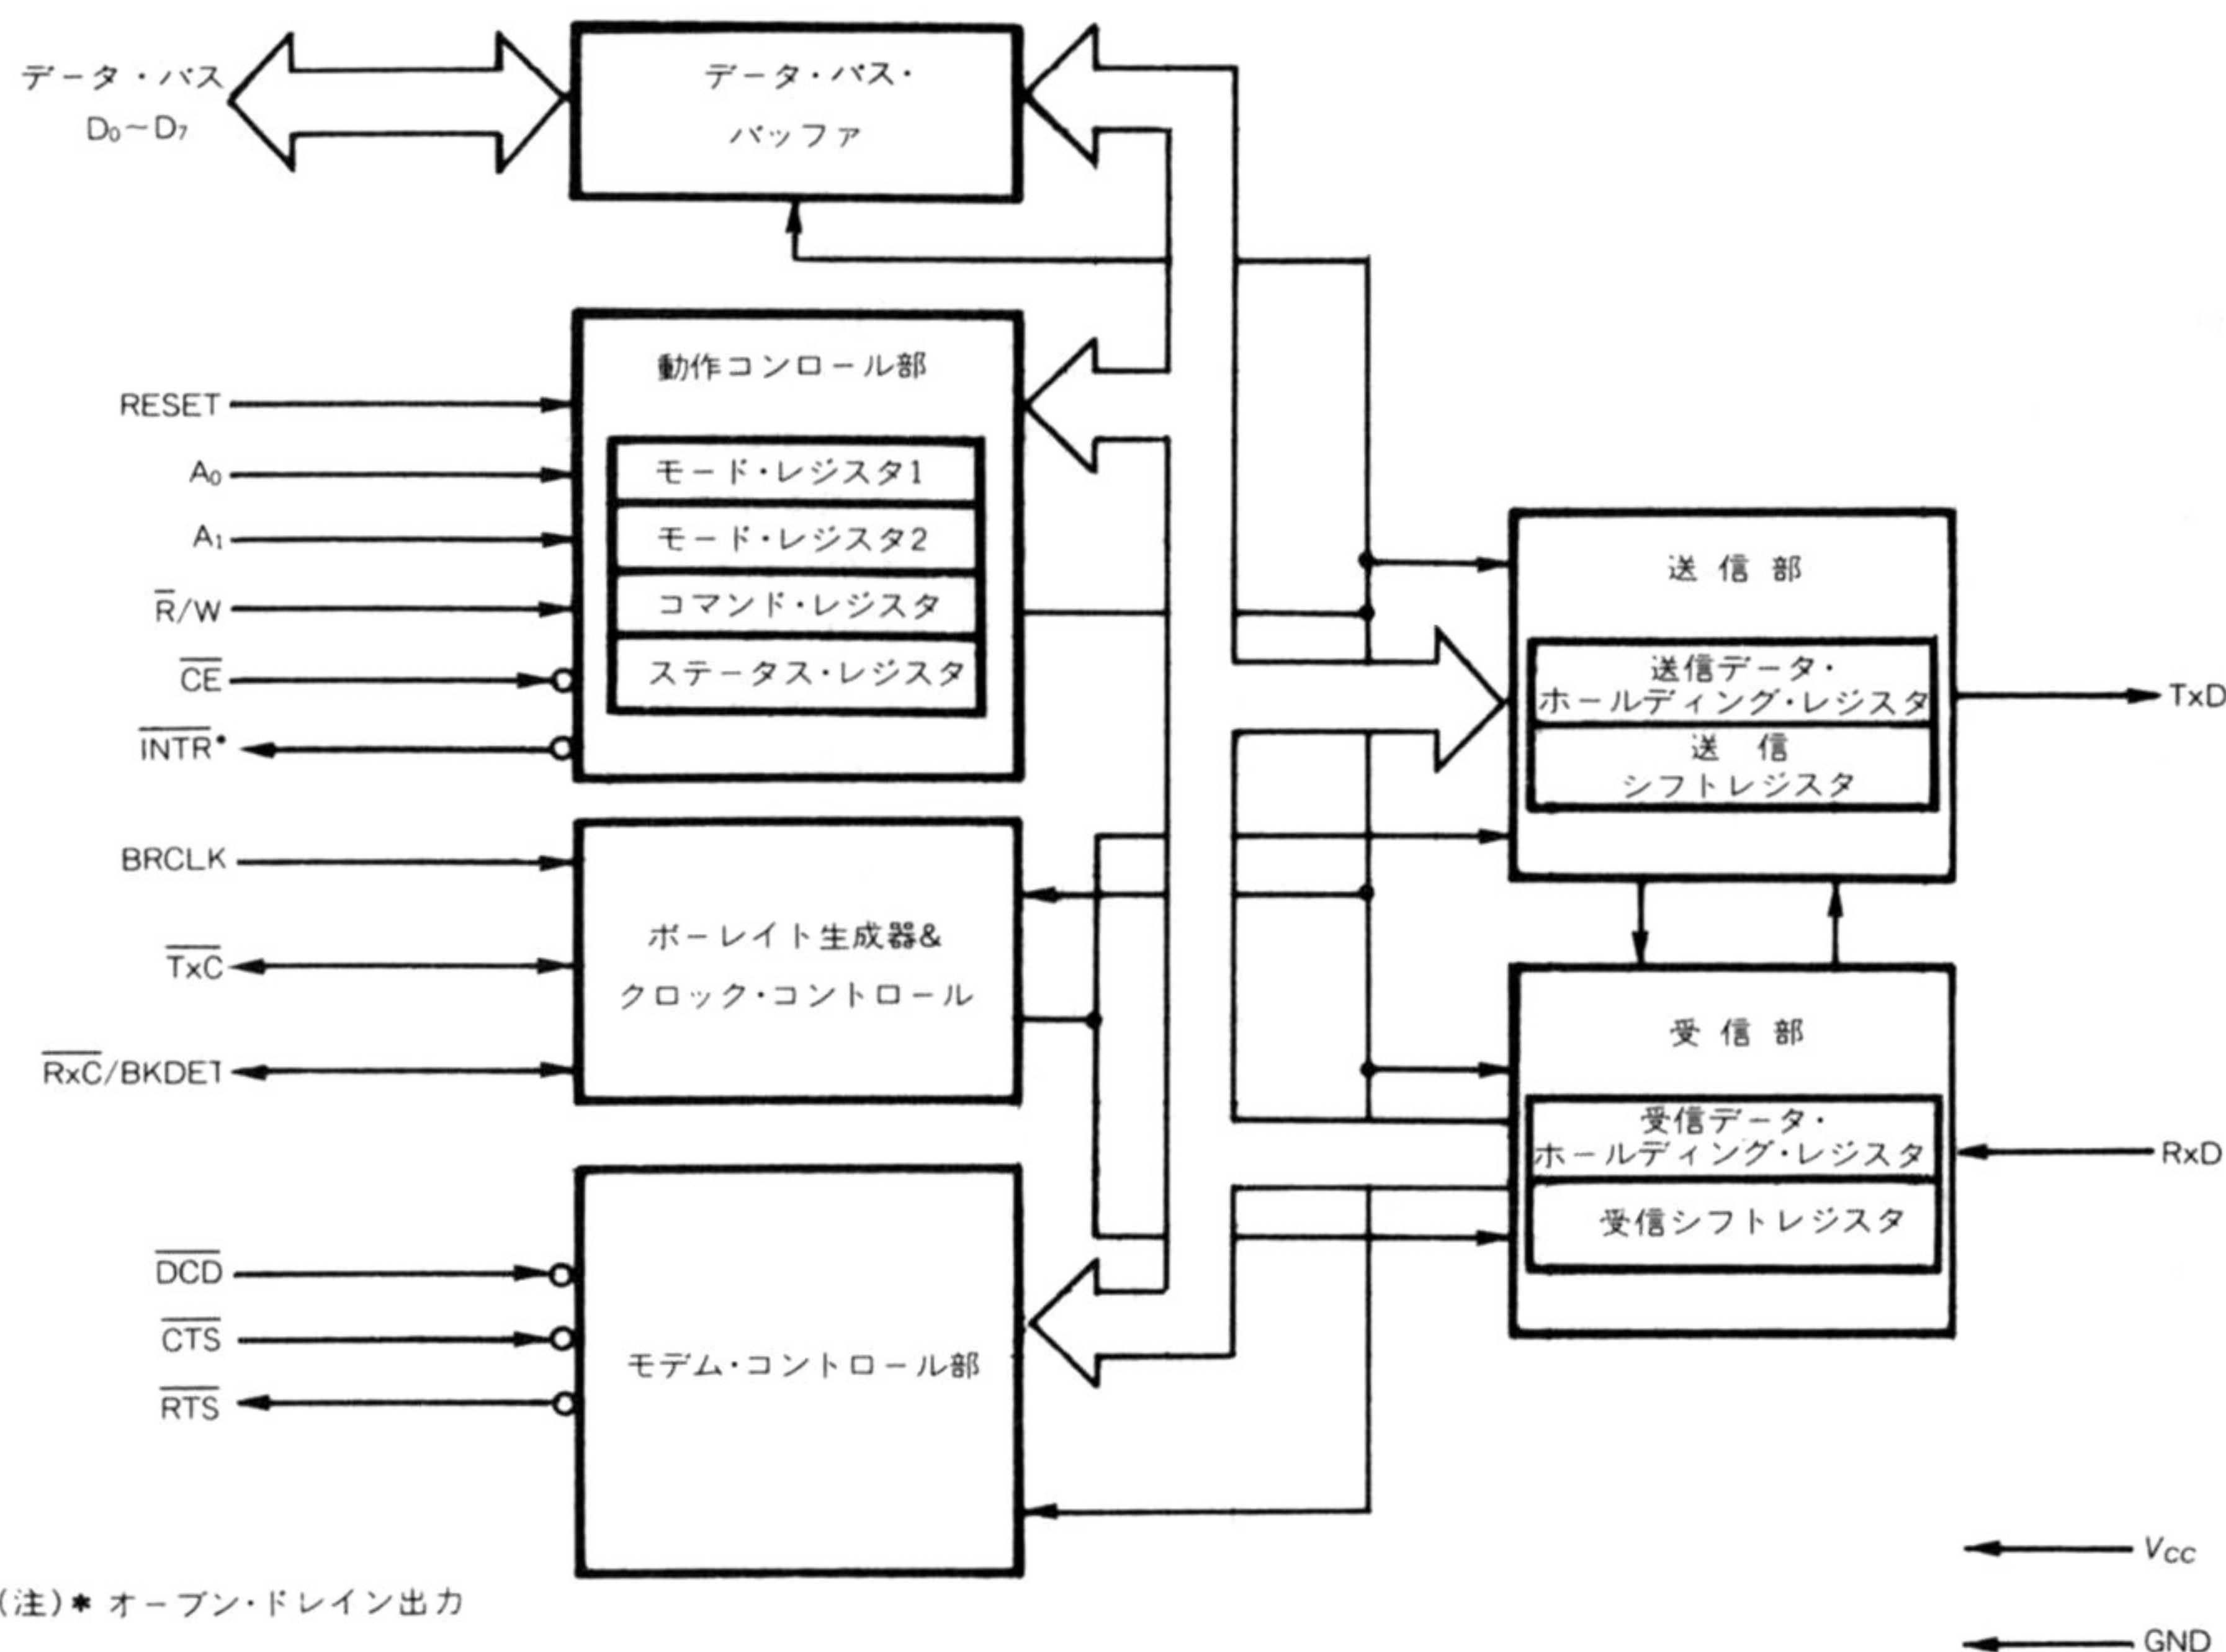 データ・バス
D₀〜D₇
データ・バス・
バッファ
動作コンロール部
モード・レジスタ1
モード・レジスタ2
コマンド・レジスタ
ステータス・レジスタ
RESET
A₀
A₁
R̅/W
C̅E̅
I̅N̅T̅R̅*
BRCLK
T̅x̅C̅
R̅x̅C̅/BKDET
ボーレイト生成器&
クロック・コントロール
D̅C̅D̅
C̅T̅S̅
R̅T̅S̅
モデム・コントロール部
送信部
送信データ・
ホールディング・レジスタ
送信
シフトレジスタ
TxD
受信部
受信データ・
ホールディング・レジスタ
受信シフトレジスタ
RxD
V_CC
GND
(注)* オープン・ドレイン出力